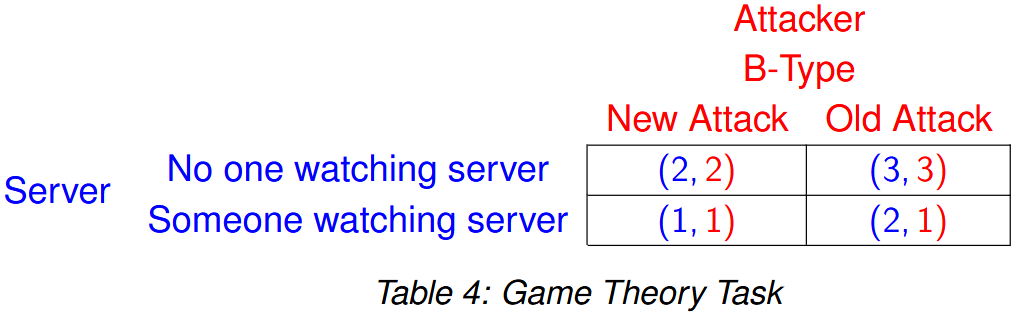 Attacker
B-Type
New Attack Old Attack
No one watching server (2, 2) (3, 3)
Server
Someone watching server (1, 1) (2, 1)
Table 4: Game Theory Task